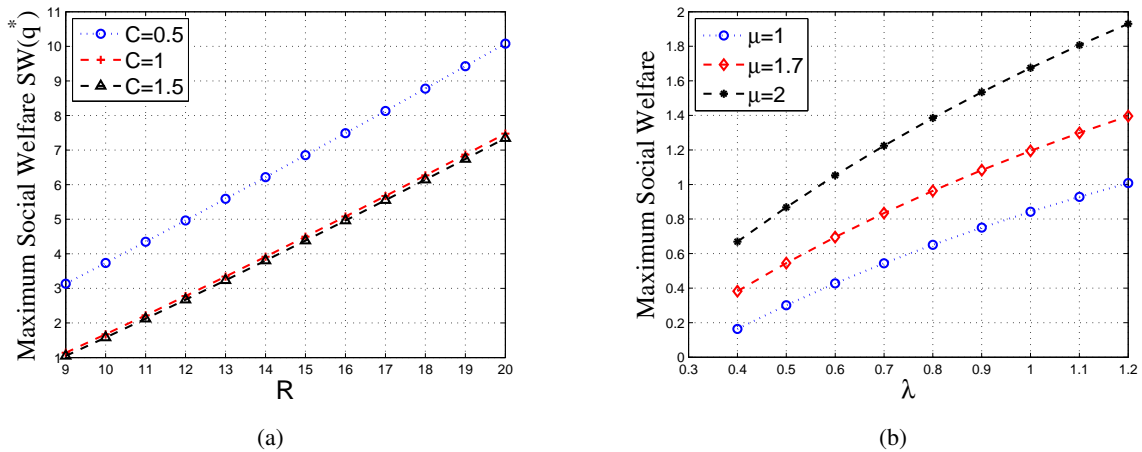 Maximum Social Welfare SW(q*)
11
10
9
8
7
6
5
4
3
2
1
C=0.5
C=1
C=1.5
9 10 11 12 13 14 15 16 17 18 19 20
R
(a)
Maximum Social Welfare
2
1.8
1.6
1.4
1.2
1
0.8
0.6
0.4
0.2
0
μ=1
μ=1.7
μ=2
0.3 0.4 0.5 0.6 0.7 0.8 0.9 1 1.1 1.2
λ
(b)